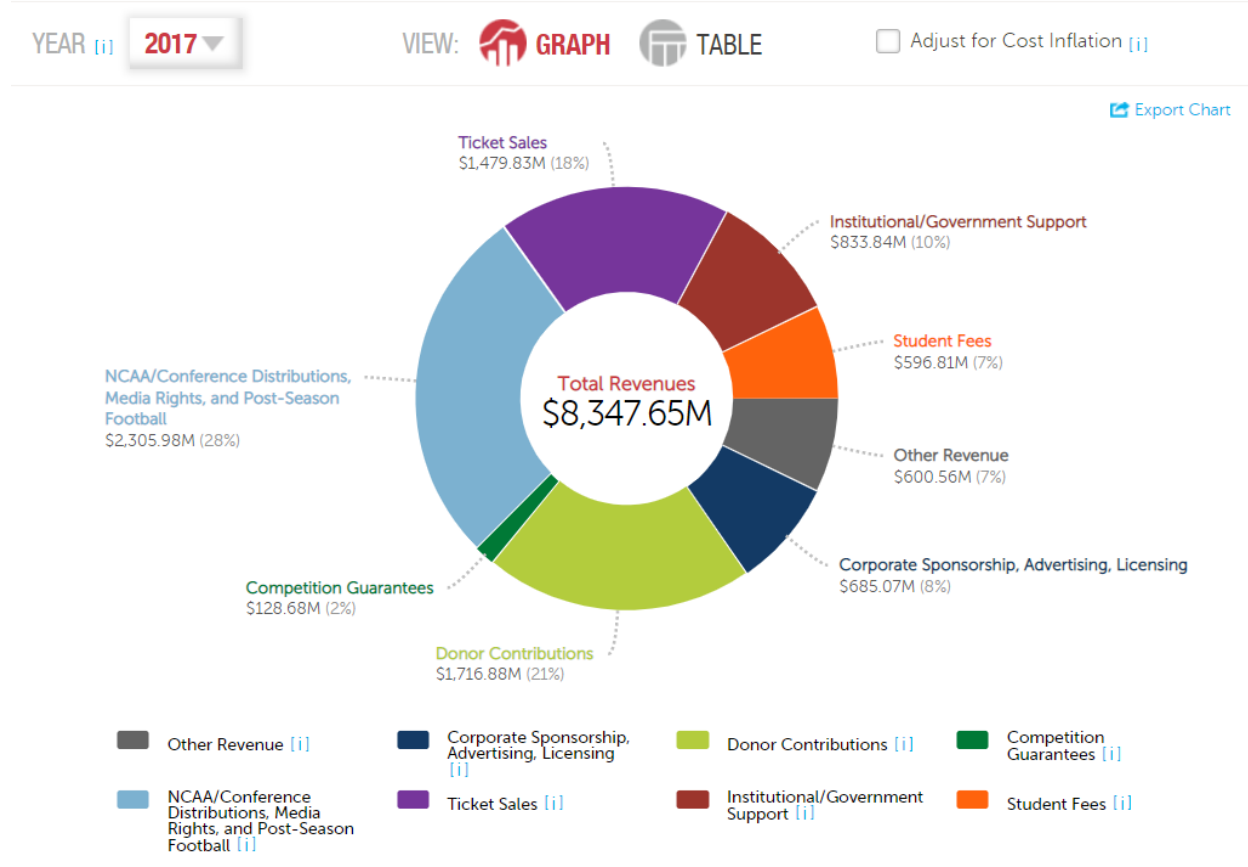 YEAR [i] 2017 VIEW: GRAPH TABLE Adjust for Cost Inflation [i]
Export Chart
Ticket Sales
$1,479.83M (18%)
Institutional/Government Support
$833.84M (10%)
Student Fees
$596.81M (7%)
NCAA/Conference Distributions,
Media Rights, and Post-Season
Football
$2,305.98M (28%)
Total Revenues
$8,347.65M
Other Revenue
$600.56M (7%)
Corporate Sponsorship, Advertising, Licensing
$685.07M (8%)
Competition Guarantees
$128.68M (2%)
Donor Contributions
$1,716.88M (21%)
Other Revenue [i]
Corporate Sponsorship,
Advertising, Licensing
[i]
Donor Contributions [i]
Competition
Guarantees [i]
NCAA/Conference
Distributions, Media
Rights, and Post-Season
Football [i]
Ticket Sales [i]
Institutional/Government
Support [i]
Student Fees [i]